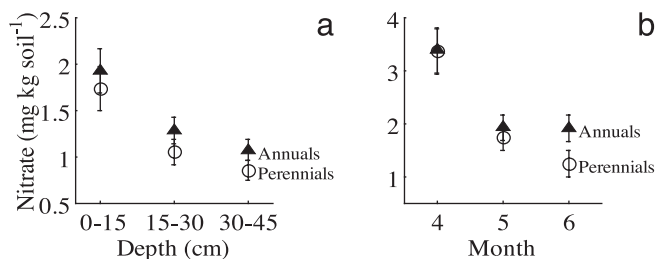 a
Nitrate (mg kg soil⁻¹)
2.5
2
1.5
1
0.5
Annuals
Perennials
0-15 15-30 30-45
Depth (cm)
b
4
3
2
1
Annuals
Perennials
4 5 6
Month